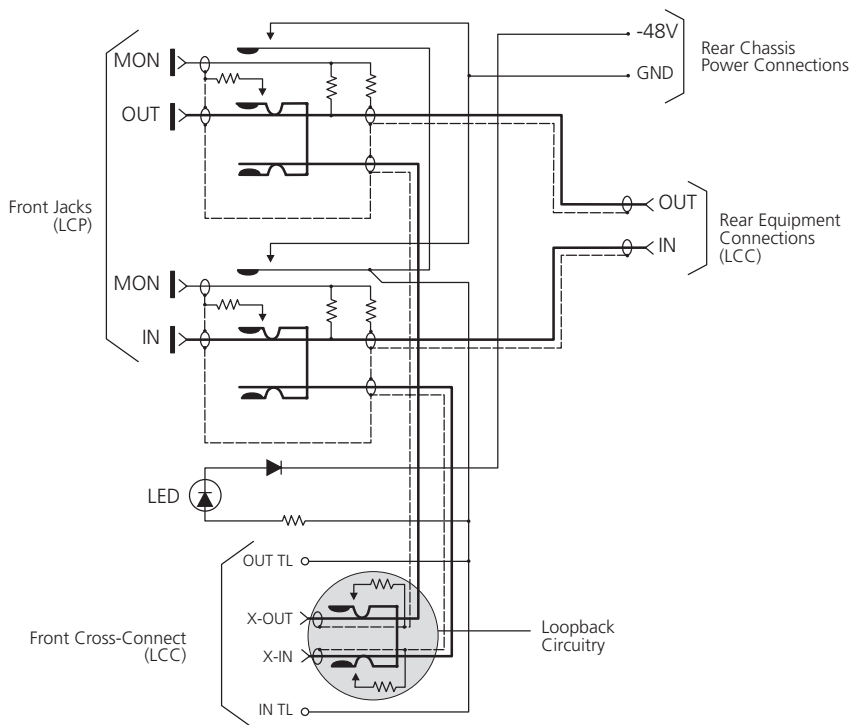 -48V
GND
Rear Chassis
Power Connections
MON
OUT
Front Jacks
(LCP)
MON
IN
OUT
IN
Rear Equipment
Connections
(LCC)
LED
OUT TL
X-OUT
X-IN
IN TL
Front Cross-Connect
(LCC)
Loopback
Circuitry